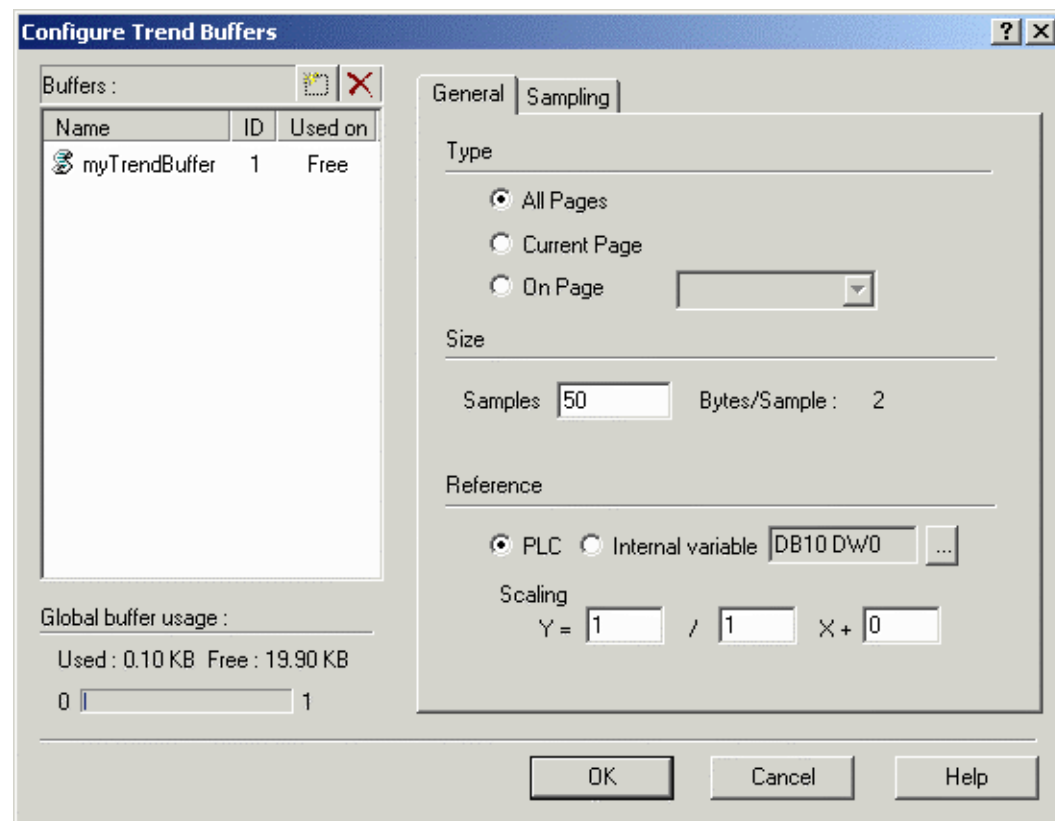 Configure Trend Buffers
Buffers :
Name ID Used on
myTrendBuffer 1 Free
Global buffer usage :
Used : 0.10 KB Free : 19.90 KB
0 1
General Sampling
Type
All Pages
Current Page
On Page
Size
Samples 50 Bytes/Sample : 2
Reference
PLC Internal variable DB10 DW0 ...
Scaling
Y = 1 / 1 X + 0
OK Cancel Help